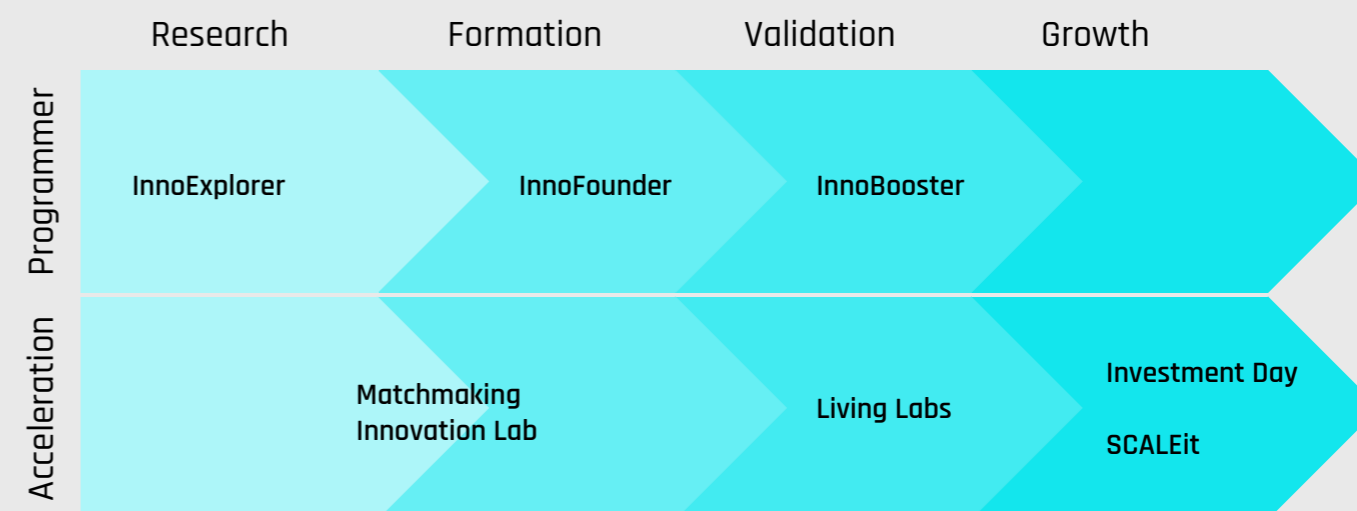 Research
Formation
Validation
Growth
Programmer
InnoExplorer
InnoFounder
InnoBooster
Acceleration
Matchmaking
Innovation Lab
Living Labs
Investment Day
SCALEit